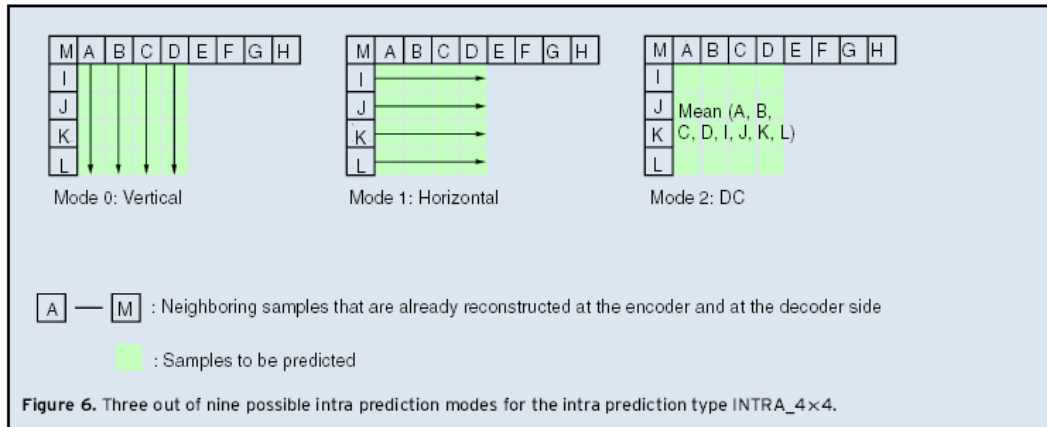 M A B C D E F G H
I
J
K
L
Mode 0: Vertical
M A B C D E F G H
I
J
K
L
Mode 1: Horizontal
M A B C D E F G H
I
J
K
L
Mean (A, B,
C, D, I, J, K, L)
Mode 2: DC
A — M : Neighboring samples that are already reconstructed at the encoder and at the decoder side
: Samples to be predicted
Figure 6. Three out of nine possible intra prediction modes for the intra prediction type INTRA_4×4.